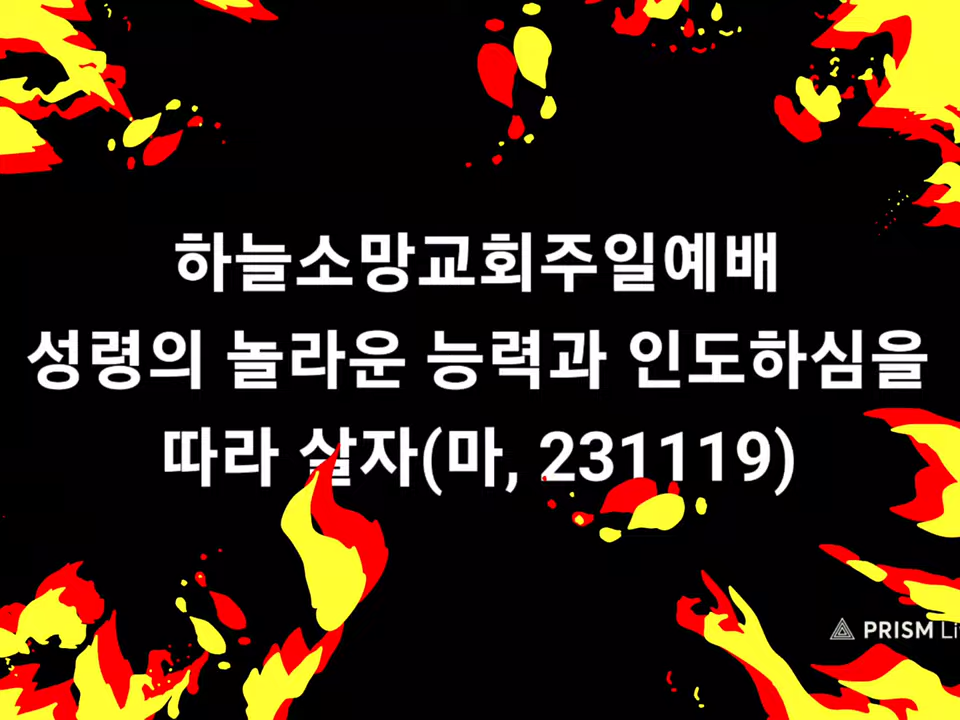 하늘소망교회주일예배
성령의 놀라운 능력과 인도하심을
따라 살자(마, 231119)
PRISM Li